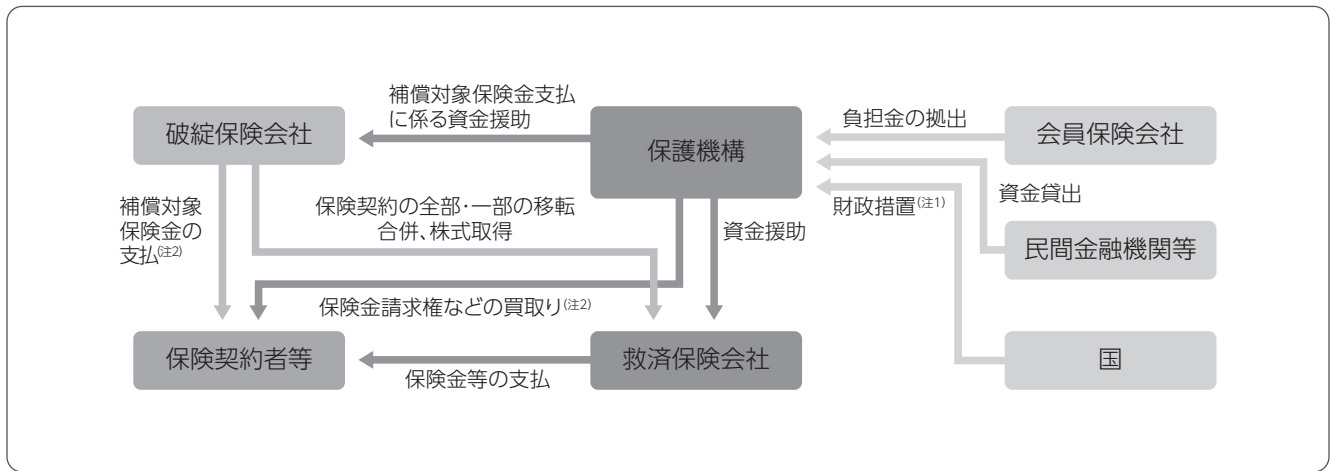 補償対象保険金支払
に係る資金援助
破綻保険会社
保護機構
負担金の拠出
会員保険会社
補償対象
保険金の
支払(注2)
保険契約の全部・一部の移転
合併、株式取得
資金援助
財政措置(注1)
資金貸出
民間金融機関等
保険金請求権などの買取り(注2)
保険契約者等
保険金等の支払
救済保険会社
国